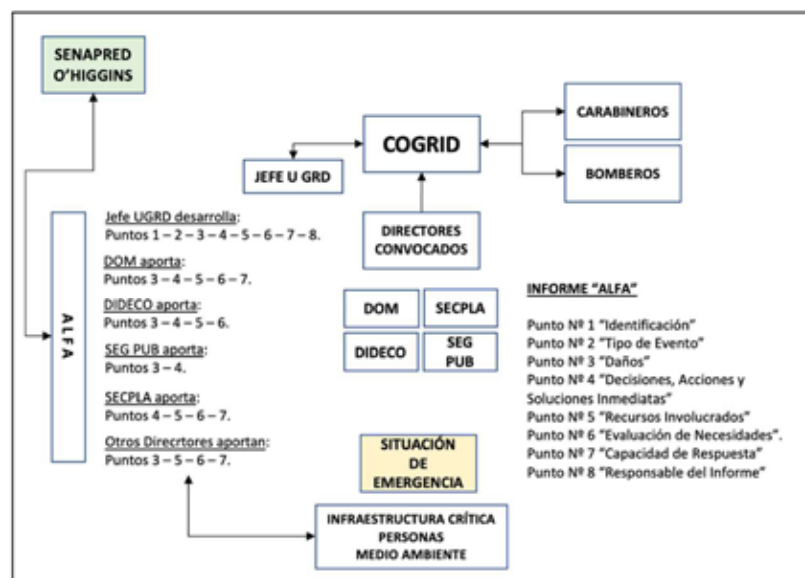 SENAPRED
O'HIGGINS
COGRID
CARABINEROS
BOMBEROS
JEFE U GRD
DIRECTORES
CONVOCADOS
ALFA
Jefe UGRD desarrolla:
Puntos 1 – 2 – 3 – 4 – 5 – 6 – 7 – 8.
DOM aporta:
Puntos 3 – 4 – 5 – 6 – 7.
DIDECO aporta:
Puntos 3 – 4 – 5 – 6.
SEG PUB aporta:
Puntos 3 – 4.
SECPLA aporta:
Puntos 4 – 5 – 6 – 7.
Otros Direcrtores aportan:
Puntos 3 – 5 – 6 – 7.
DOM
SECPLA
DIDECO
SEG
PUB
SITUACIÓN
DE
EMERGENCIA
INFRAESTRUCTURA CRÍTICA
PERSONAS
MEDIO AMBIENTE
INFORME "ALFA"
Punto Nº 1 "Identificación"
Punto Nº 2 "Tipo de Evento"
Punto Nº 3 "Daños"
Punto Nº 4 "Decisiones, Acciones y
Soluciones Inmediatas"
Punto Nº 5 "Recursos Involucrados"
Punto Nº 6 "Evaluación de Necesidades".
Punto Nº 7 "Capacidad de Respuesta"
Punto Nº 8 "Responsable del Informe"